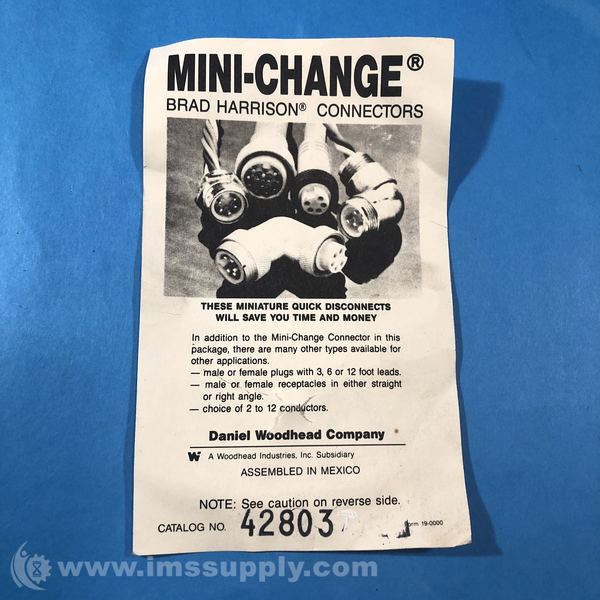 MINI-CHANGE®
BRAD HARRISON® CONNECTORS
THESE MINIATURE QUICK DISCONNECTS
WILL SAVE YOU TIME AND MONEY
In addition to the Mini-Change Connector in this
package, there are many other types available for
other applications.
— male or female plugs with 3, 6 or 12 foot leads.
— male or female receptacles in either straight
or right angle.
— choice of 2 to 12 conductors.
Daniel Woodhead Company
W A Woodhead Industries, Inc. Subsidiary
ASSEMBLED IN MEXICO
NOTE: See caution on reverse side.
CATALOG NO. 42803 Form 19-0000
www.imssupply.com